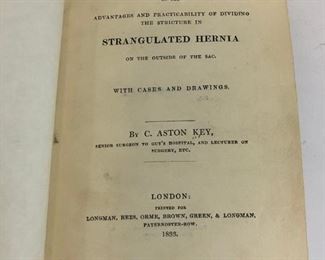 ADVANTAGES AND PRACTICABILITY OF DIVIDING
THE STRICTURE IN
STRANGULATED HERNIA
ON THE OUTSIDE OF THE SAC.
WITH CASES AND DRAWINGS.
BY C. ASTON KEY,
SENIOR SURGEON TO GUY'S HOSPITAL, AND LECTURER ON
SURGERY, ETC.
LONDON:
PRINTED FOR
LONGMAN, REES, ORME, BROWN, GREEN, & LONGMAN,
PATERNOSTER-ROW.
1833.